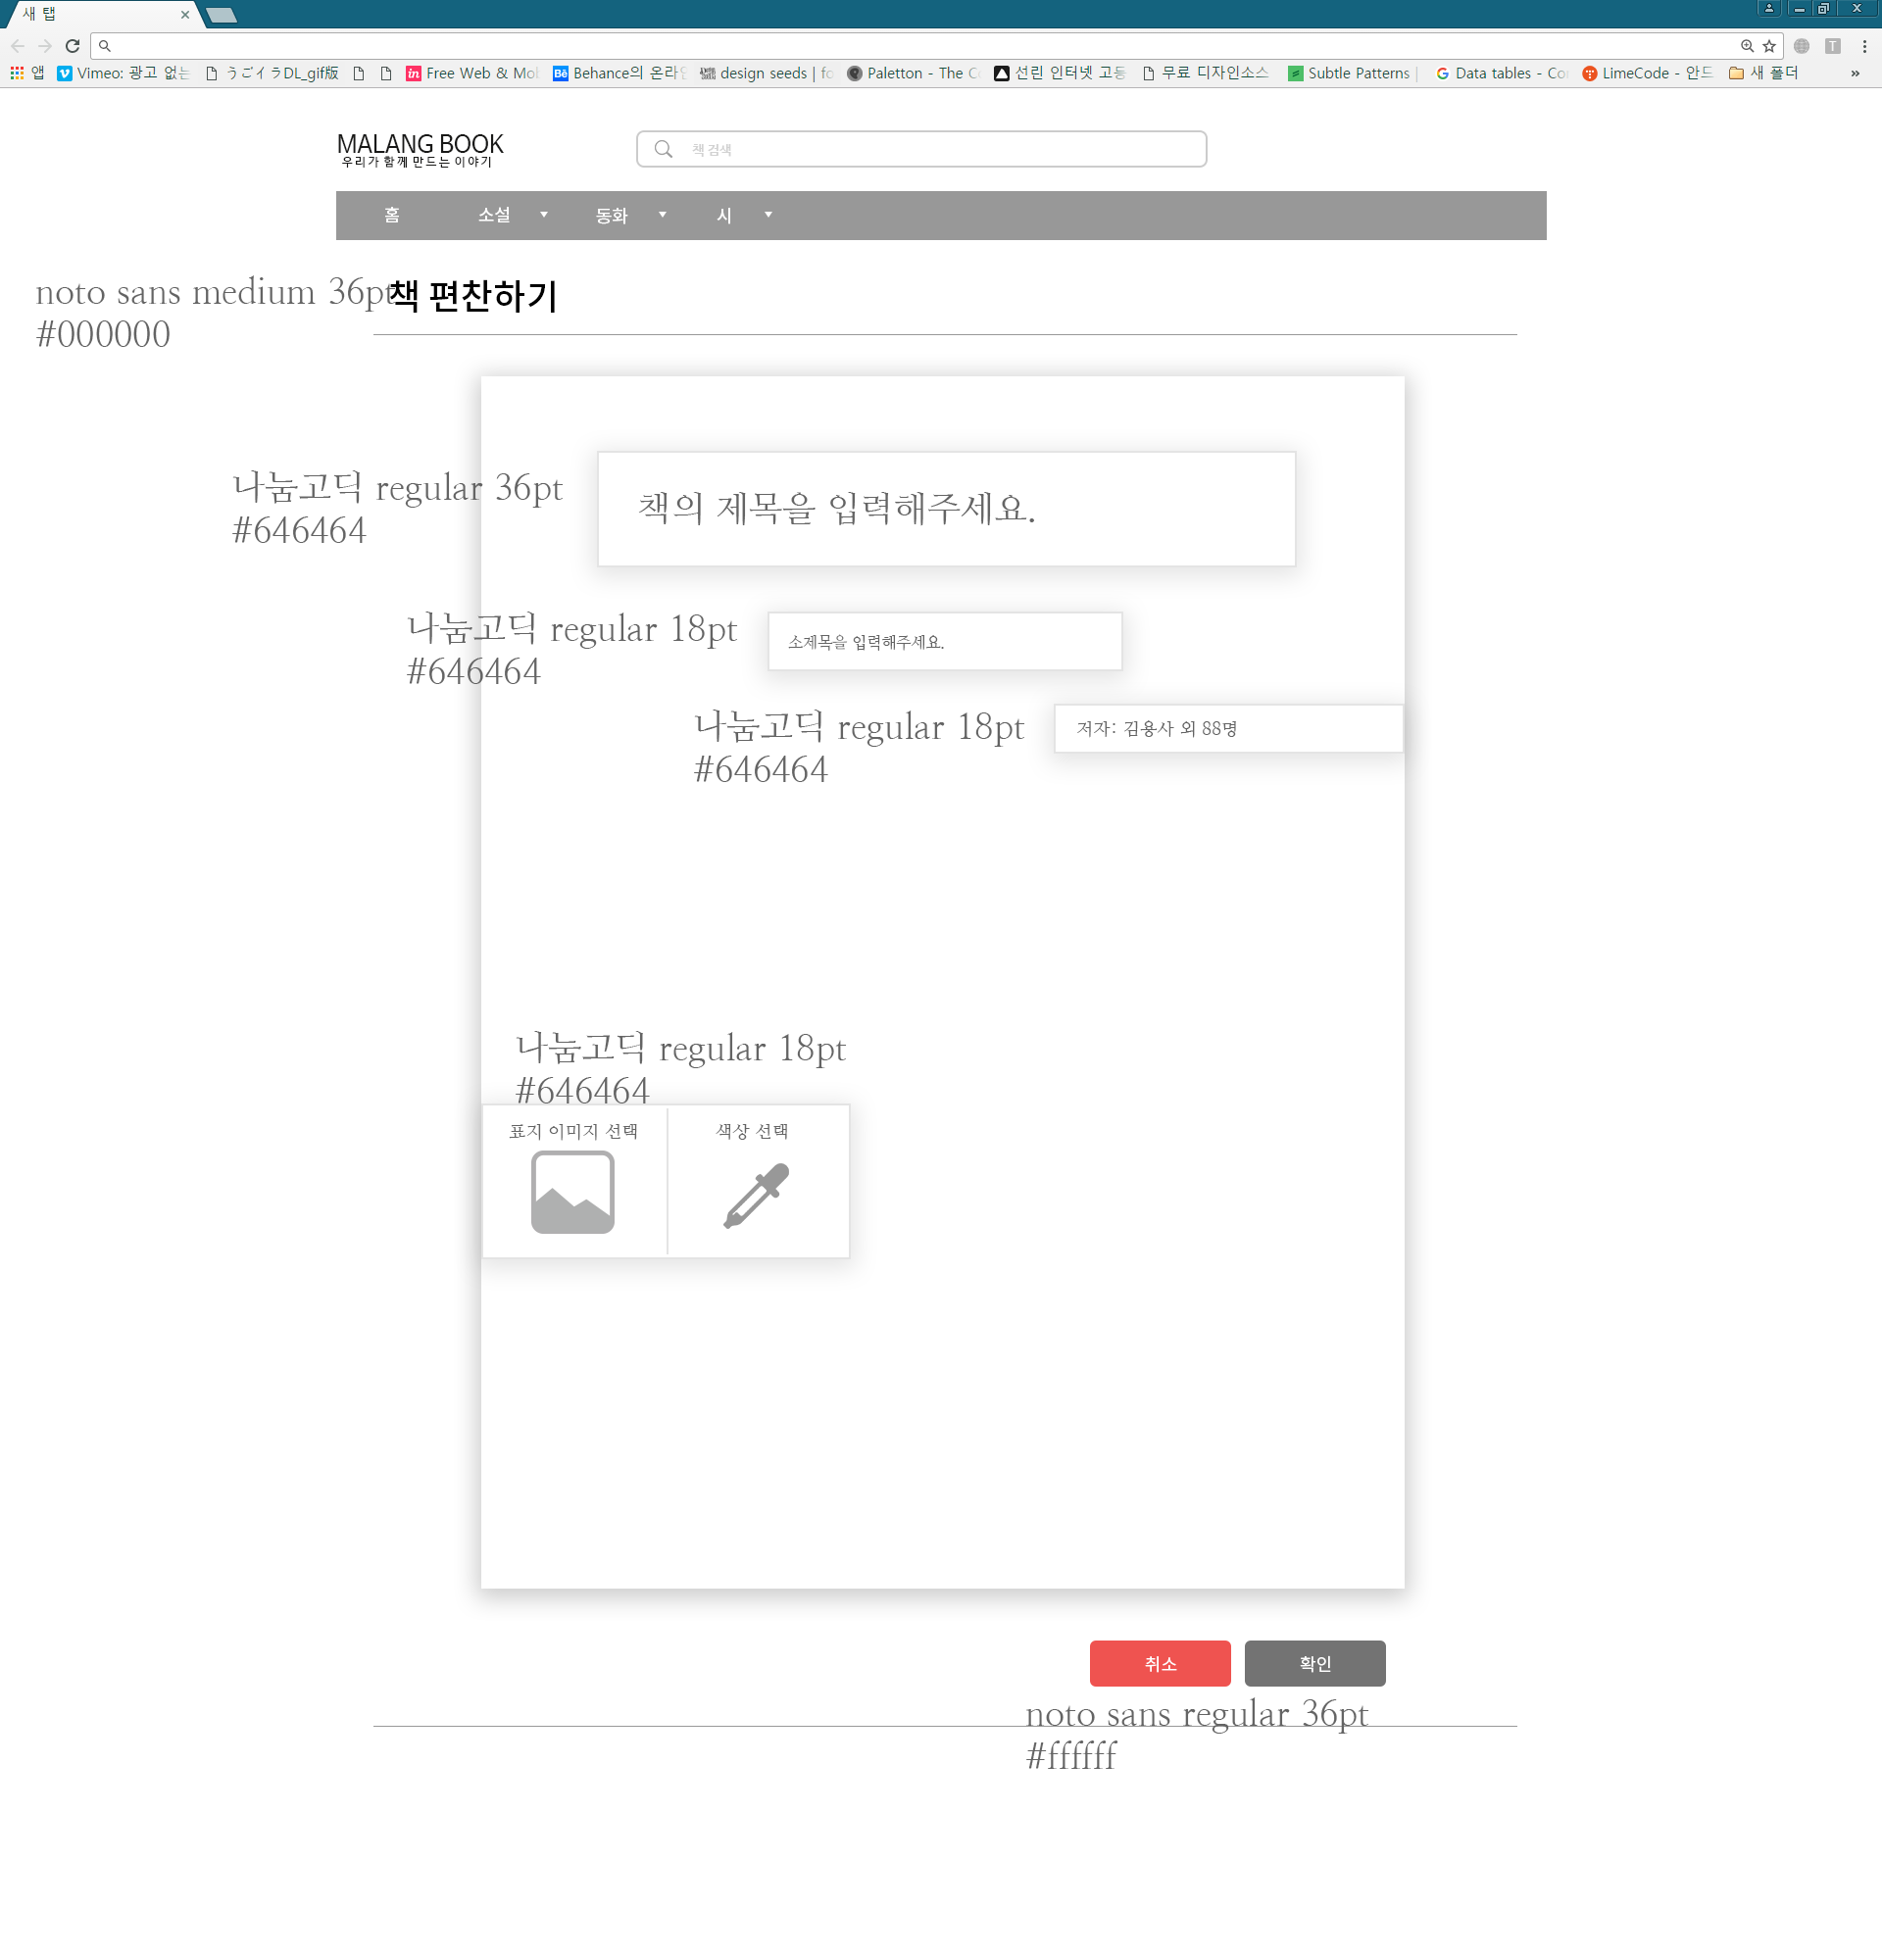 새 탭
앱 Vimeo: 광고 없는 うごイラDL_gif版 Free Web & Mob Behance의 온라인 design seeds | fo Paletton - The C 선린 인터넷 고등 무료 디자인소스 Subtle Patterns | Data tables - Co LimeCode - 안드 새 폴더 »
MALANG BOOK
우리가 함께 만드는 이야기
책 검색
홈 소설 동화 시
noto sans medium 36pt
#000000
책 편찬하기
나눔고딕 regular 36pt
#646464
책의 제목을 입력해주세요.
나눔고딕 regular 18pt
#646464
소제목을 입력해주세요.
나눔고딕 regular 18pt
#646464
저자: 김용사 외 88명
나눔고딕 regular 18pt
#646464
표지 이미지 선택 색상 선택
취소 확인
noto sans regular 36pt
#ffffff